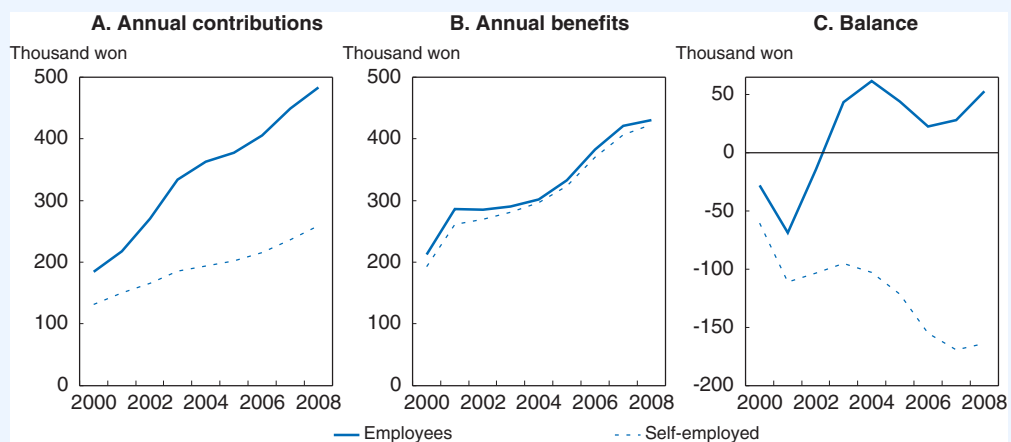 A. Annual contributions
Thousand won
500
400
300
200
100
0
2000 2002 2004 2006 2008
B. Annual benefits
Thousand won
500
400
300
200
100
0
2000 2002 2004 2006 2008
C. Balance
Thousand won
50
0
-50
-100
-150
-200
2000 2002 2004 2006 2008
Employees
Self-employed